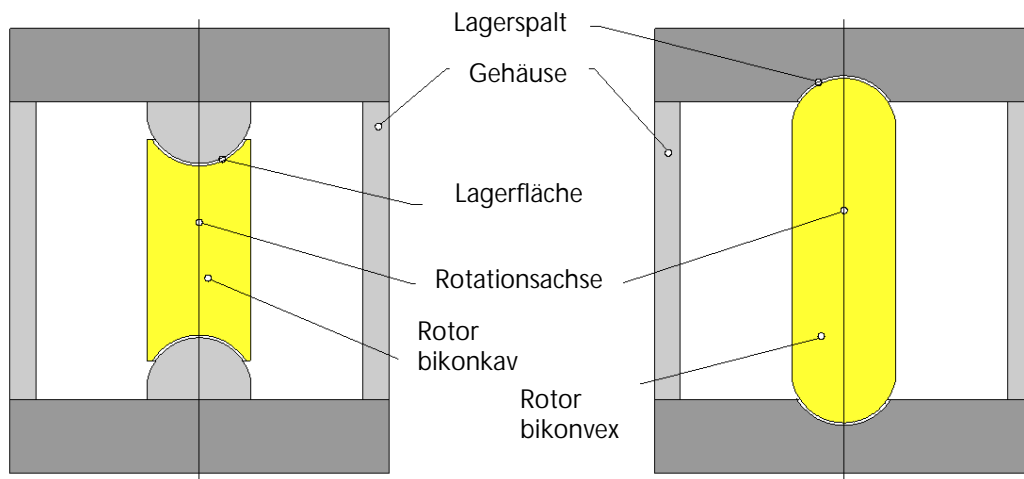 Lagerspalt
Gehäuse
Lagerfläche
Rotationsachse
Rotor
bikonkav
Rotor
bikonvex